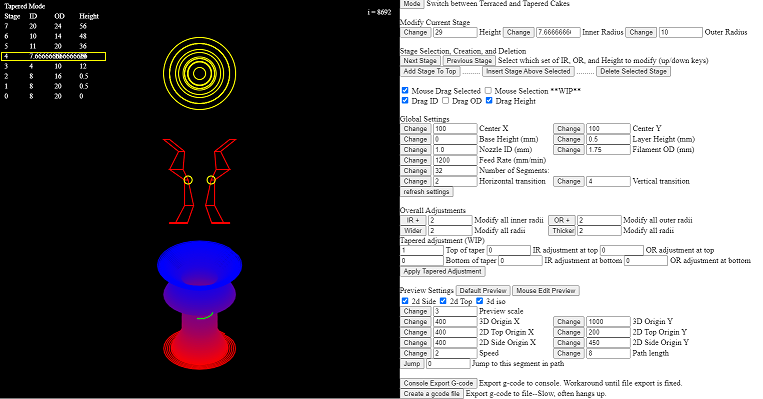 Tapered Mode
i = 8692
Stage ID OD Height
7 20 24 56
6 10 14 48
5 11 20 36
4
3 4 10 12
2 8 16 0.5
1 8 20 0.5
0 8 20 0
Mode Switch between Terraced and Tapered Cakes
Modify Current Stage
Change 29 Height Change 7.6666666 Inner Radius Change 10 Outer Radius
Stage Selection, Creation, and Deletion
Next Stage Previous Stage Select which set of IR, OR, and Height to modify (up/down keys)
Add Stage To Top ......... Insert Stage Above Selected ......... Delete Selected Stage
Mouse Drag Selected Mouse Selection **WIP**
Drag ID Drag OD Drag Height
Global Settings
Change 100 Center X Change 100 Center Y
Change 0 Base Height (mm) Change 0.5 Layer Height (mm)
Change 1.0 Nozzle ID (mm) Change 1.75 Filament OD (mm)
Change 1200 Feed Rate (mm/min)
Change 32 Number of Segments:
Change 2 Horizontal transition Change 4 Vertical transition
refresh settings
Overall Adjustments
IR + 2 Modify all inner radii OR + 2 Modify all outer radii
Wider 2 Modify all radii Thicker 2 Modify all radii
Tapered adjustment (WIP)
1 Top of taper 0 IR adjustment at top 0 OR adjustment at top
0 Bottom of taper 0 IR adjustment at bottom 0 OR adjustment at bottom
Apply Tapered Adjustment
Preview Settings Default Preview Mouse Edit Preview
2d Side 2d Top 3d iso
Change 3 Preview scale
Change 400 3D Origin X Change 1000 3D Origin Y
Change 400 2D Top Origin X Change 200 2D Top Origin Y
Change 400 2D Side Origin X Change 450 2D Side Origin Y
Change 2 Speed Change 8 Path length
Jump 0 Jump to this segment in path
Console Export G-code Export g-code to console. Workaround until file export is fixed.
Create a gcode file Export g-code to file--Slow, often hangs up.